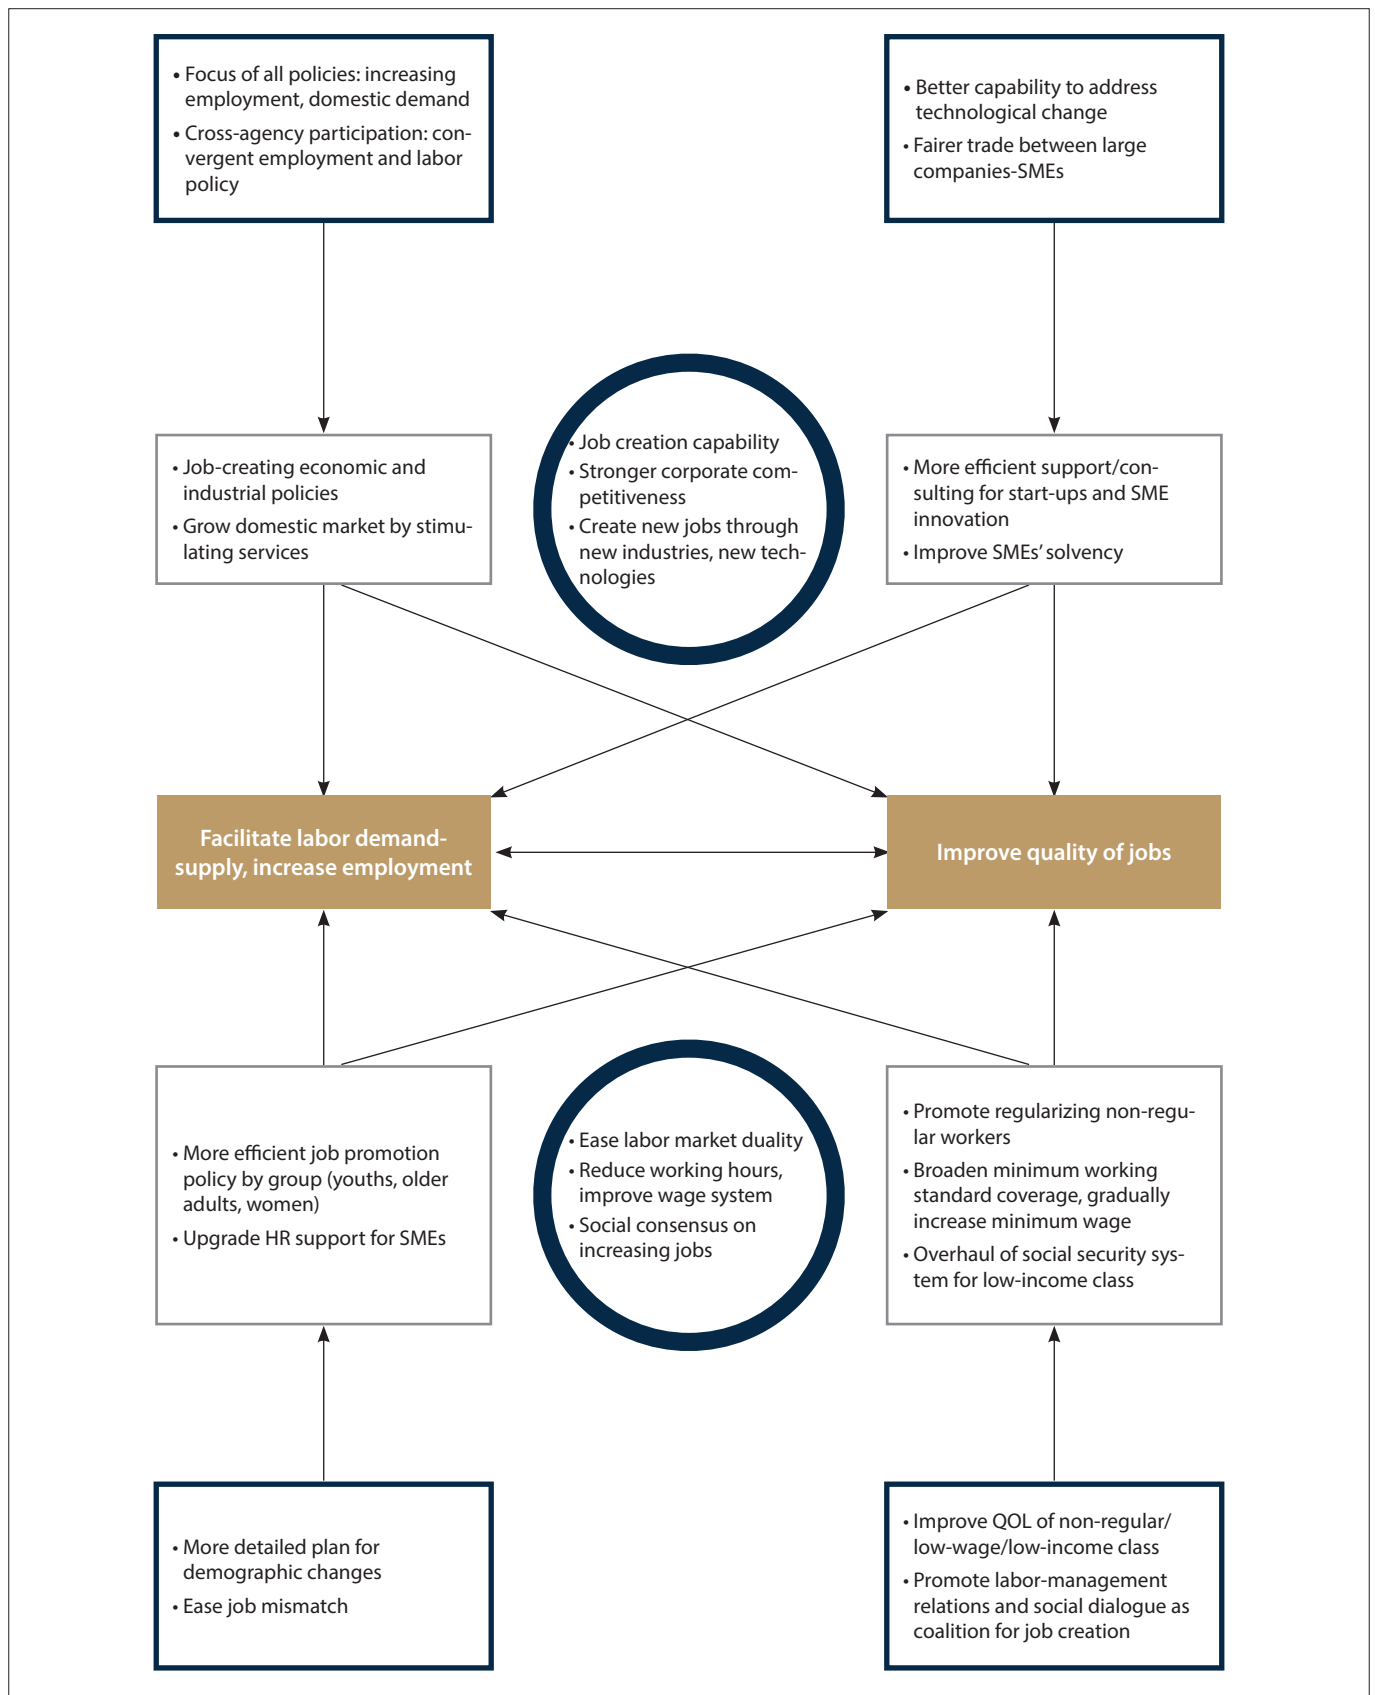 • Focus of all policies: increasing
employment, domestic demand
• Cross-agency participation: con-
vergent employment and labor
policy
• Better capability to address
technological change
• Fairer trade between large
companies-SMEs
• Job-creating economic and
industrial policies
• Grow domestic market by stimu-
lating services
• Job creation capability
• Stronger corporate com-
petitiveness
• Create new jobs through
new industries, new tech-
nologies
• More efficient support/con-
sulting for start-ups and SME
innovation
• Improve SMEs’ solvency
Facilitate labor demand-
supply, increase employment
Improve quality of jobs
• More efficient job promotion
policy by group (youths, older
adults, women)
• Upgrade HR support for SMEs
• Ease labor market duality
• Reduce working hours,
improve wage system
• Social consensus on
increasing jobs
• Promote regularizing non-regu-
lar workers
• Broaden minimum working
standard coverage, gradually
increase minimum wage
• Overhaul of social security sys-
tem for low-income class
• More detailed plan for
demographic changes
• Ease job mismatch
• Improve QOL of non-regular/
low-wage/low-income class
• Promote labor-management
relations and social dialogue as
coalition for job creation